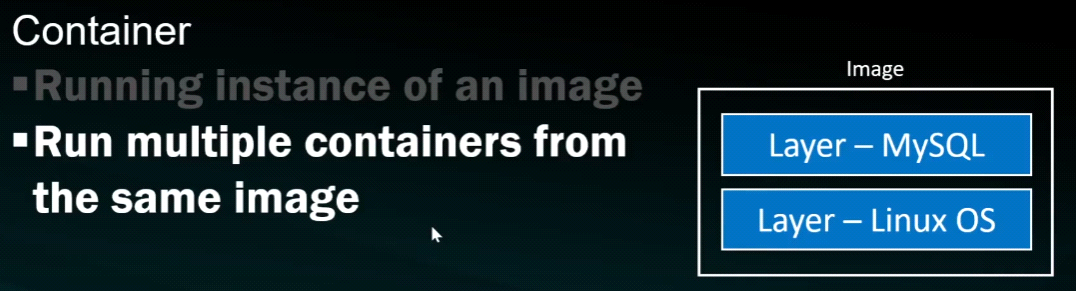 Container
▪Running instance of an image
▪Run multiple containers from
the same image
Image
Layer – MySQL
Layer – Linux OS